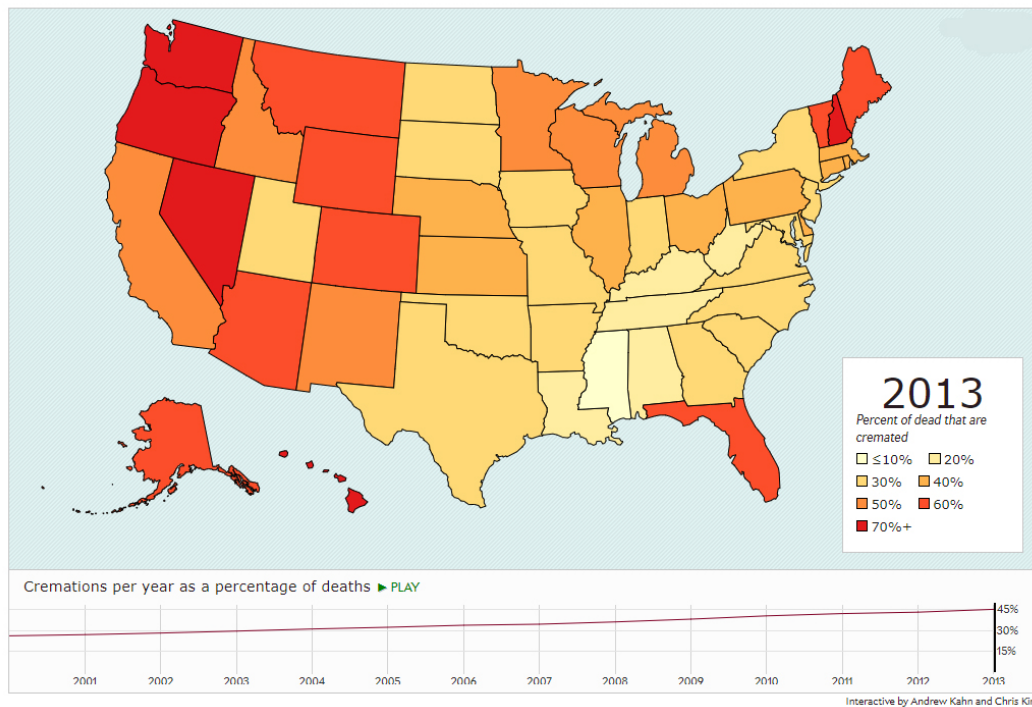 2013
Percent of dead that are
cremated
≤10% 20%
30% 40%
50% 60%
70%+
Cremations per year as a percentage of deaths ▶ PLAY
45%
30%
15%
2001 2002 2003 2004 2005 2006 2007 2008 2009 2010 2011 2012 2013
Interactive by Andrew Kahn and Chris